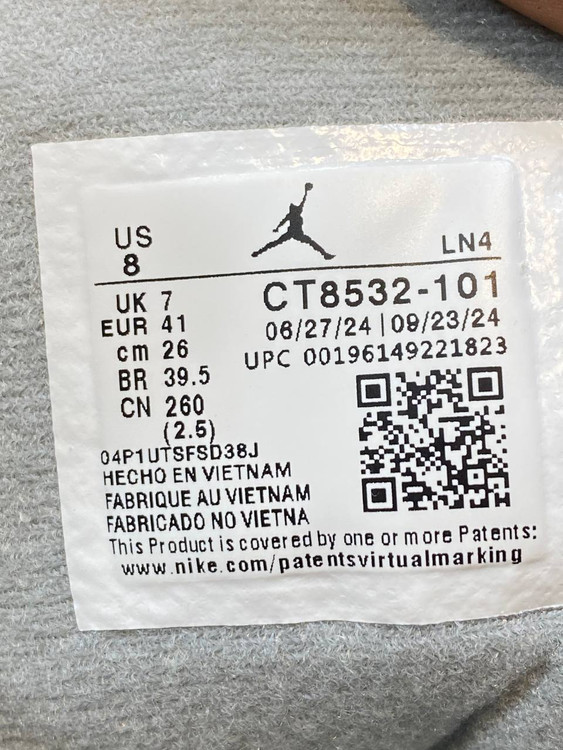 US
8
LN4
UK 7
EUR 41
cm 26
BR 39.5
CN 260
(2.5)
CT8532-101
06/27/24 | 09/23/24
UPC 00196149221823
04P1UTSFSD38J
HECHO EN VIETNAM
FABRIQUE AU VIETNAM
FABRICADO NO VIETNA
This Product is covered by one or more Patents:
www.nike.com/patentsvirtualmarking